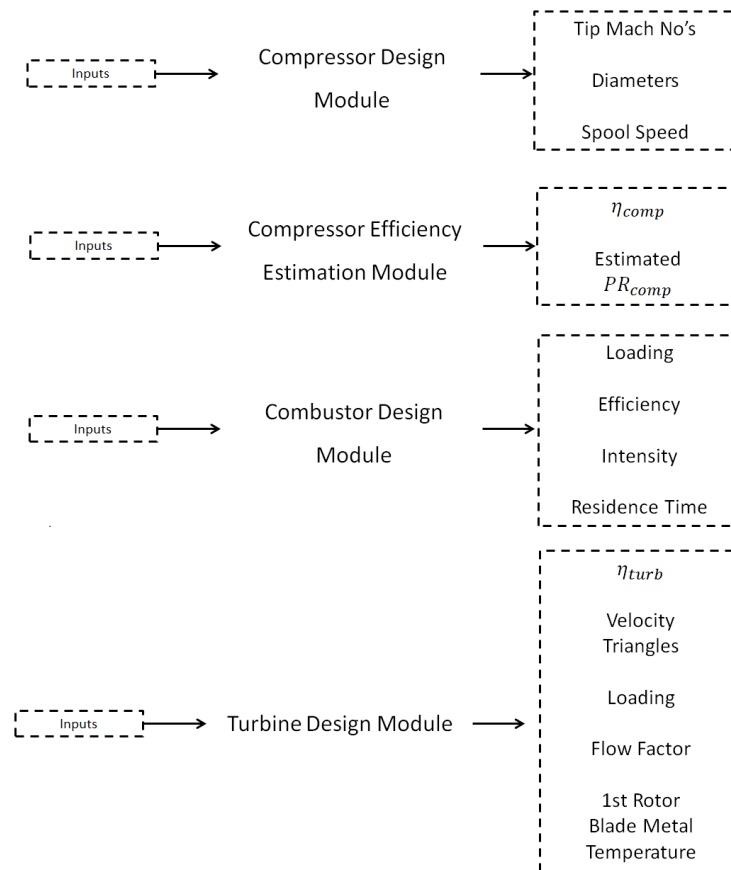 Tip Mach No's
Inputs
Compressor Design
Module
Diameters
Spool Speed
η_comp
Inputs
Compressor Efficiency
Estimation Module
Estimated
PR_comp
Loading
Inputs
Combustor Design
Module
Efficiency
Intensity
Residence Time
η_turb
Velocity
Triangles
Inputs
Turbine Design Module
Loading
Flow Factor
1st Rotor
Blade Metal
Temperature